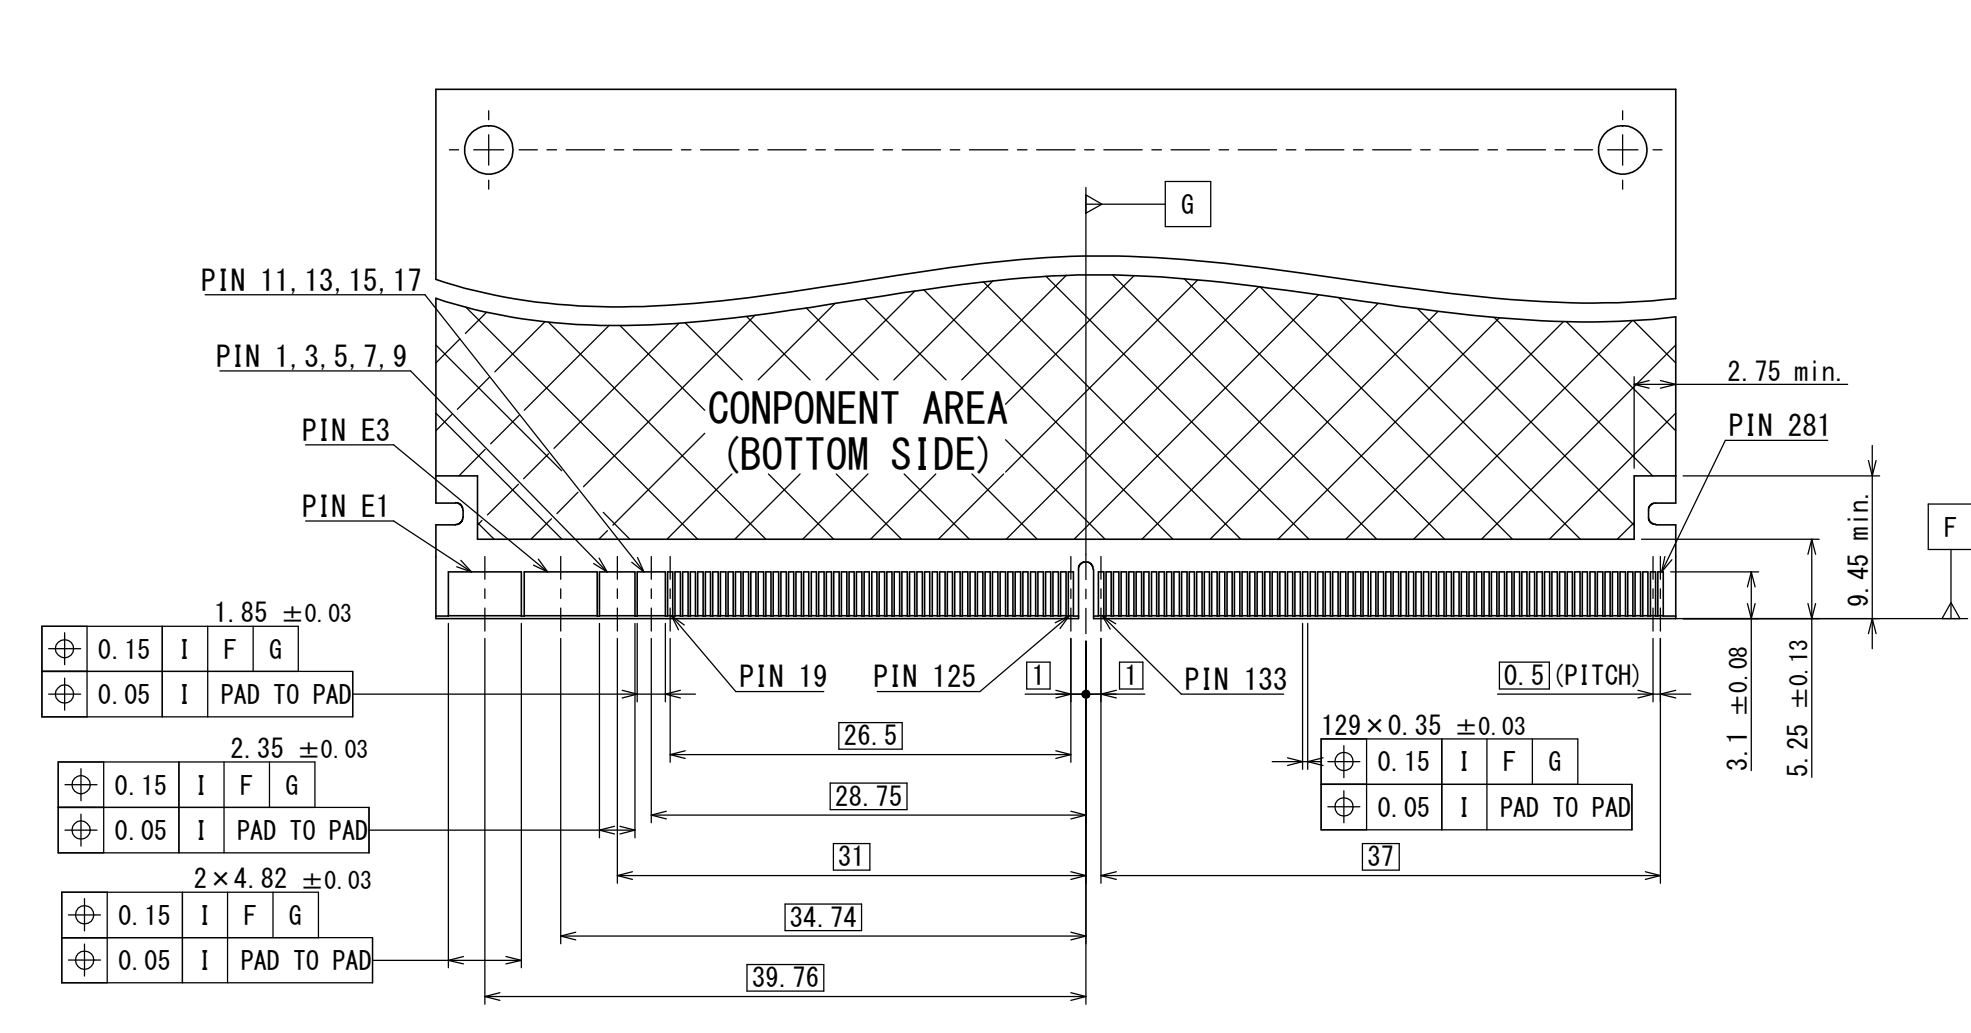 G
PIN 11,13,15,17
PIN 1,3,5,7,9
2.75 min.
CONPONENT AREA
(BOTTOM SIDE)
PIN 281
PIN E3
PIN E1
9.45 min.
F
1.85 ±0.03
0.15 I F G
0.05 I PAD TO PAD
PIN 19
PIN 125
1
1
PIN 133
0.5 (PITCH)
3.1 ±0.08
5.25 ±0.13
26.5
129×0.35 ±0.03
0.15 I F G
0.05 I PAD TO PAD
2.35 ±0.03
0.15 I F G
0.05 I PAD TO PAD
28.75
31
37
2×4.82 ±0.03
0.15 I F G
0.05 I PAD TO PAD
34.74
39.76